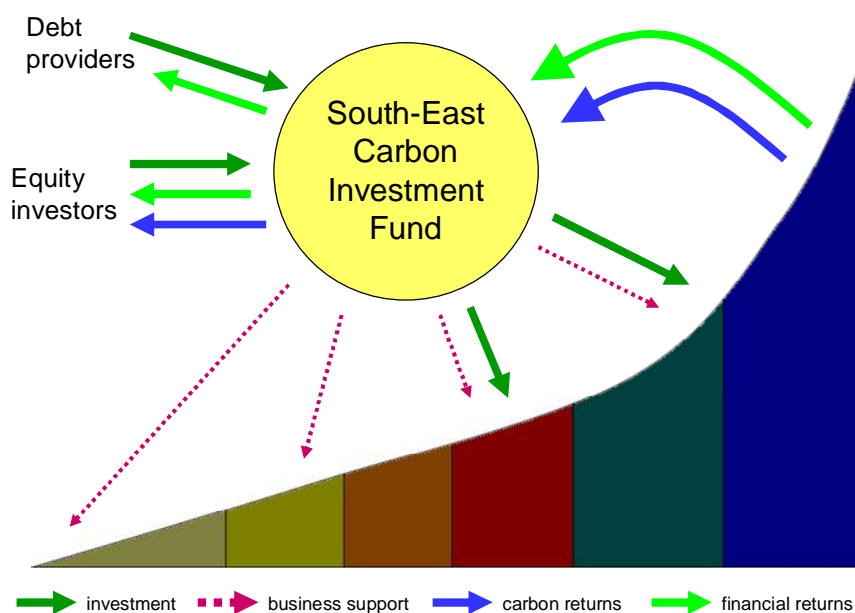 Debt
providers
South-East
Carbon
Investment
Fund
Equity
investors
investment
business support
carbon returns
financial returns